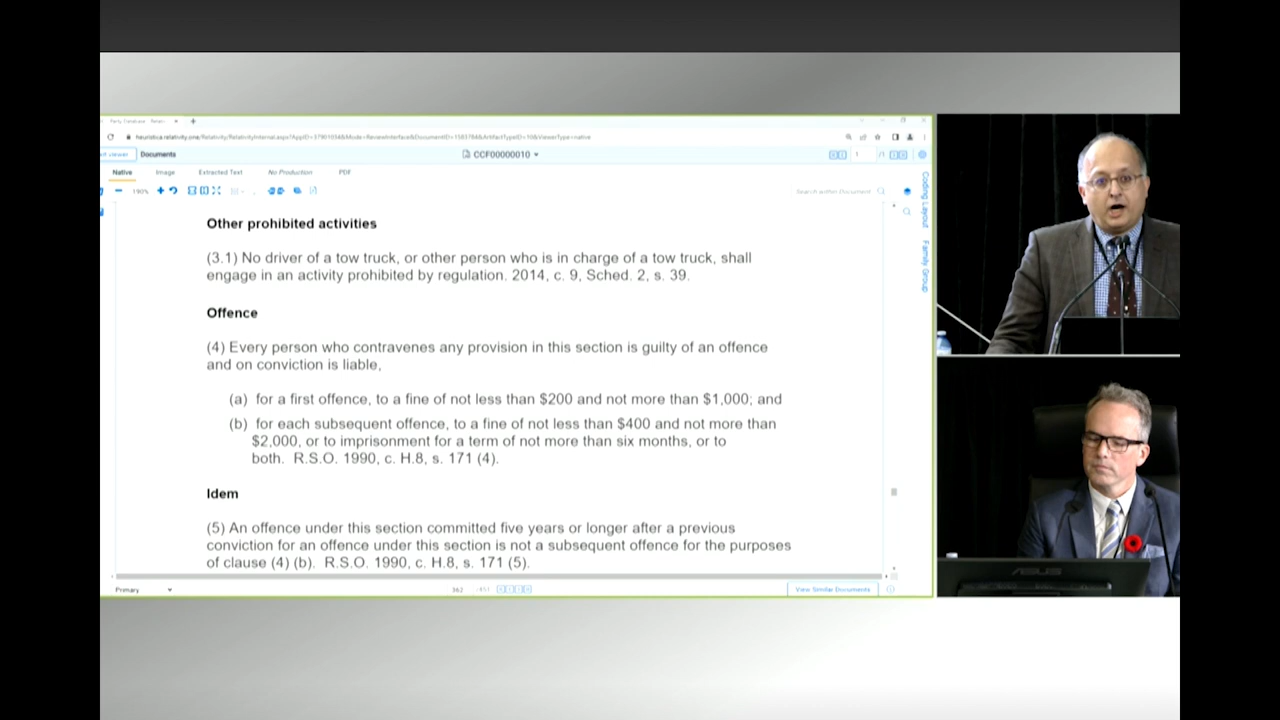 Documents
CCF00000010
1
Native
Image
Extracted Text
No Production
PDF
190%
Coding Layout
Family Group
Other prohibited activities
(3.1) No driver of a tow truck, or other person who is in charge of a tow truck, shall
engage in an activity prohibited by regulation. 2014, c. 9, Sched. 2, s. 39.
Offence
(4) Every person who contravenes any provision in this section is guilty of an offence
and on conviction is liable,
(a) for a first offence, to a fine of not less than $200 and not more than $1,000; and
(b) for each subsequent offence, to a fine of not less than $400 and not more than
$2,000, or to imprisonment for a term of not more than six months, or to
both. R.S.O. 1990, c. H.8, s. 171 (4).
Idem
(5) An offence under this section committed five years or longer after a previous
conviction for an offence under this section is not a subsequent offence for the purposes
of clause (4) (b). R.S.O. 1990, c. H.8, s. 171 (5).
Primary
362
View Similar Documents
ASUS